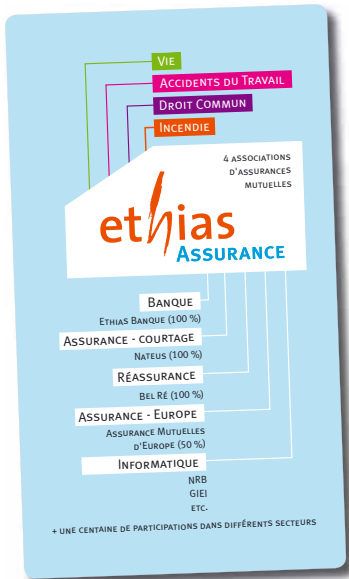 Vie
Accidents du Travail
Droit Commun
Incendie
4 associations
d'assurances
mutuelles
ethias
Assurance
Banque
Ethias Banque (100 %)
Assurance - courtage
Nateus (100 %)
Réassurance
Bel Ré (100 %)
Assurance - Europe
Assurance Mutuelles
d'Europe (50 %)
Informatique
NRB
GIEI
etc.
+ une centaine de participations dans différents secteurs